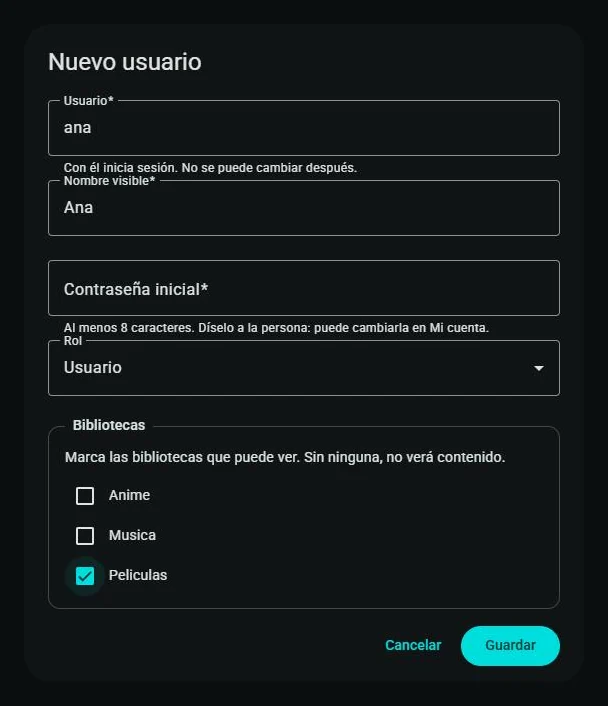 Nuevo usuario
Usuario*
ana
Con él inicia sesión. No se puede cambiar después.
Nombre visible*
Ana
Contraseña inicial*
Al menos 8 caracteres. Díselo a la persona: puede cambiarla en Mi cuenta.
Rol
Usuario
Bibliotecas
Marca las bibliotecas que puede ver. Sin ninguna, no verá contenido.
Anime
Musica
Peliculas
Cancelar
Guardar